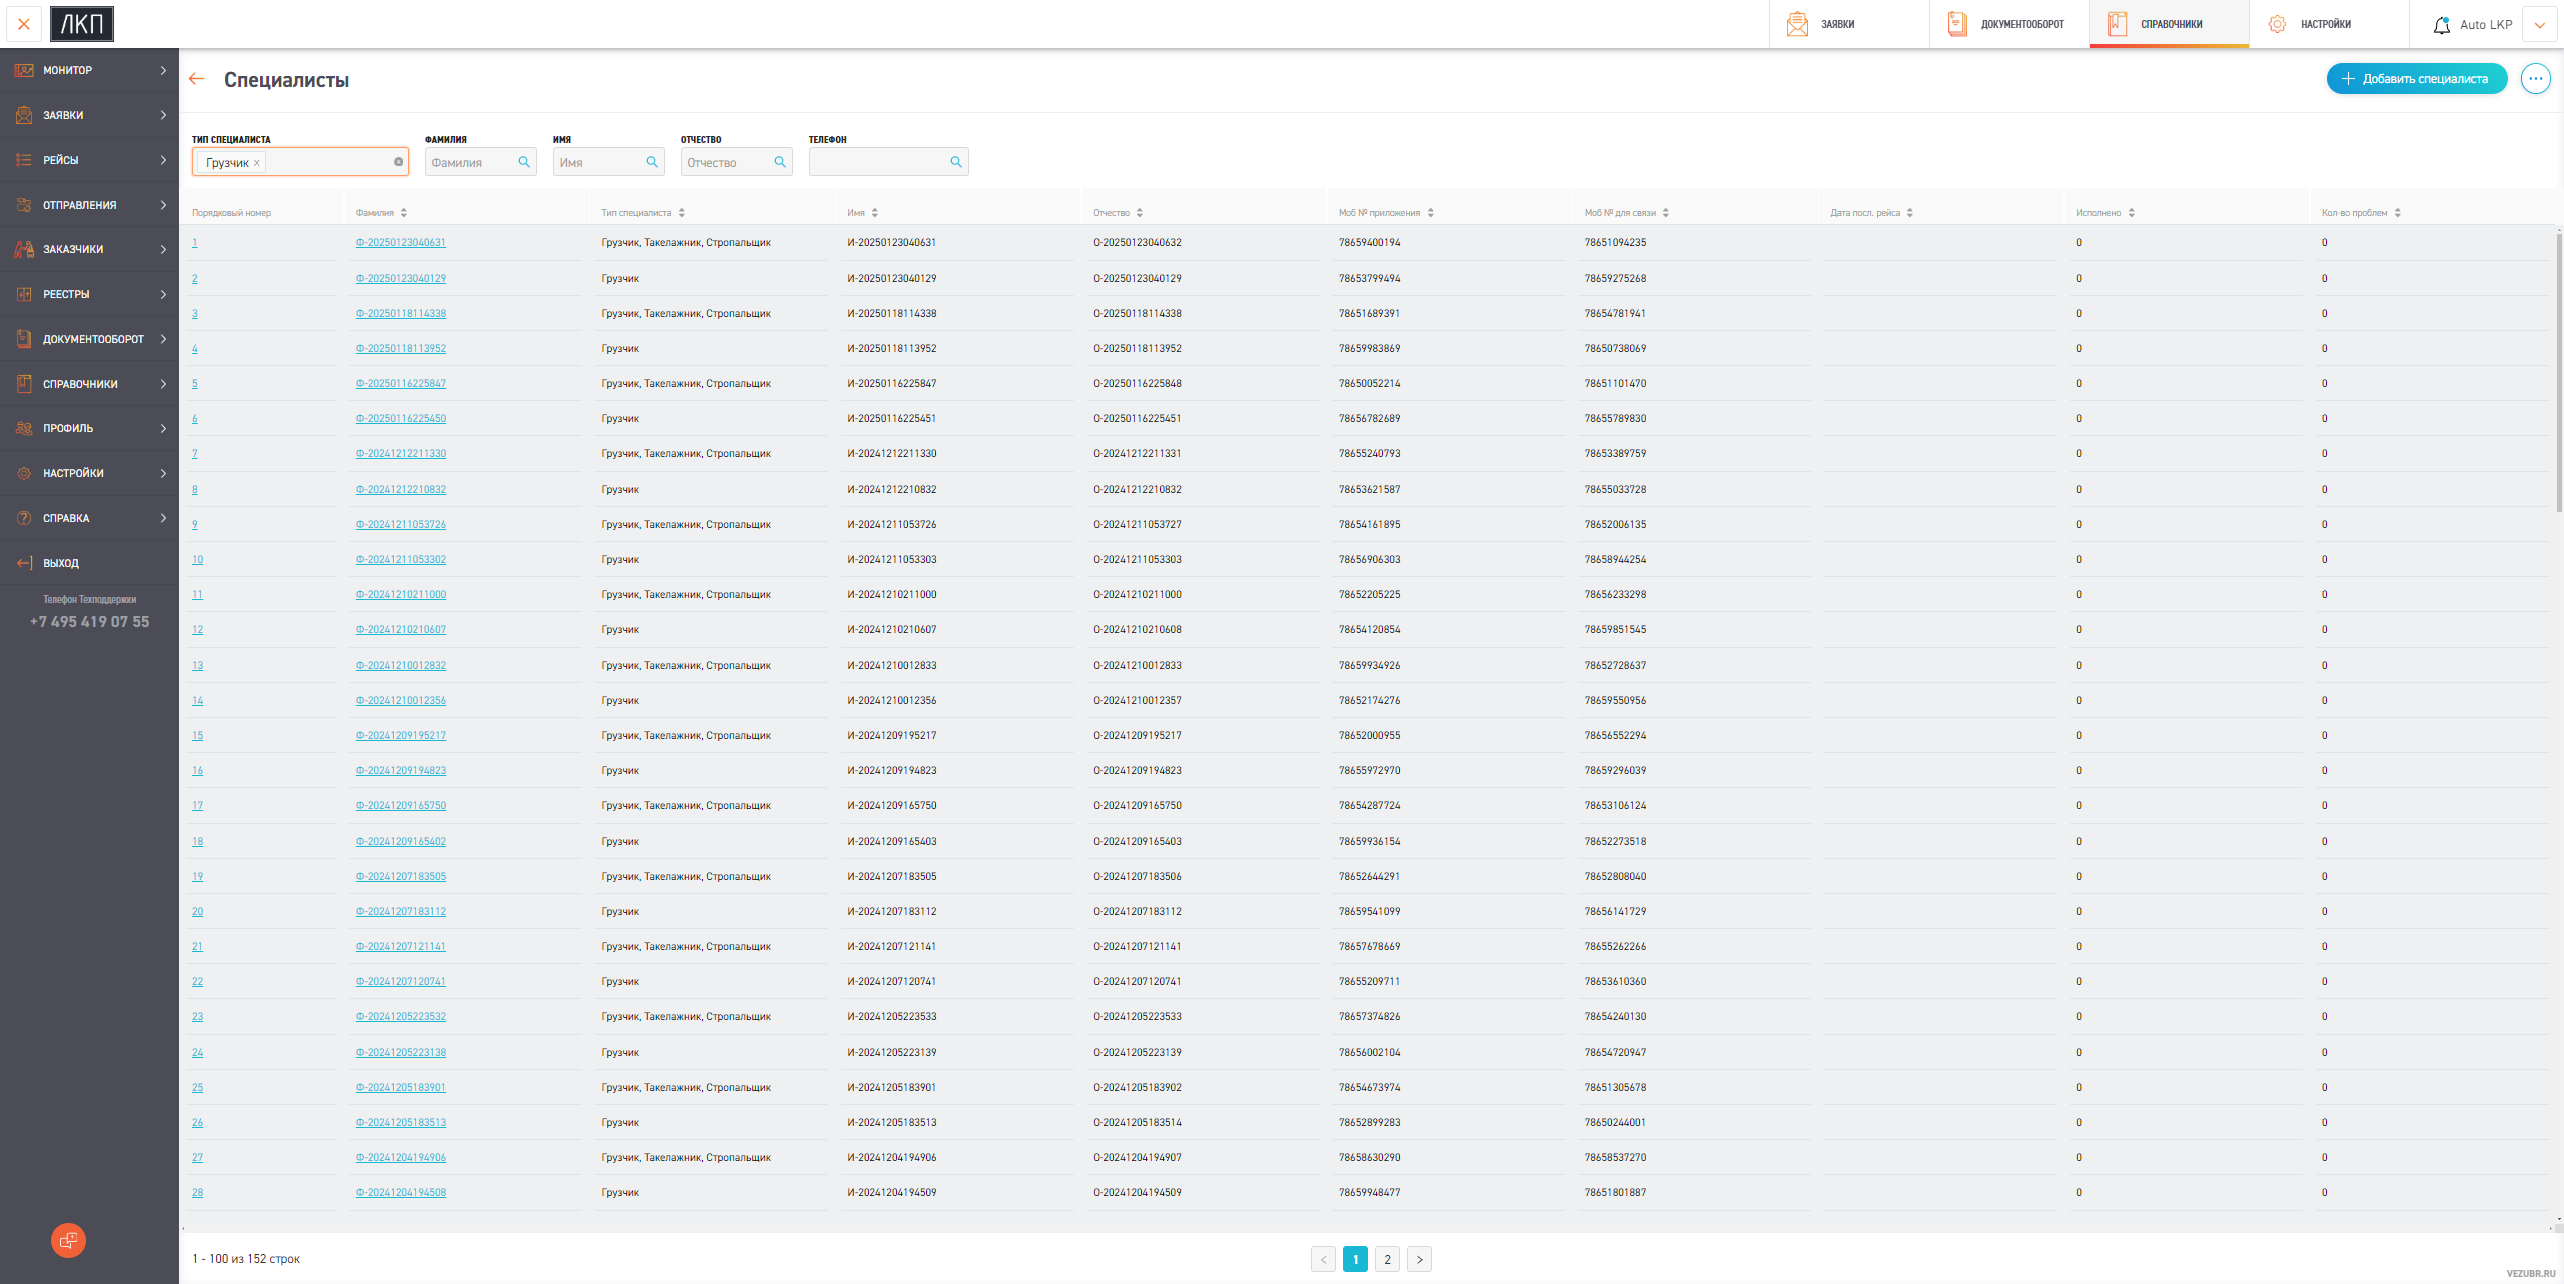 ЛКП
ЗАЯВКИ
ДОКУМЕНТООБОРОТ
СПРАВОЧНИКИ
НАСТРОЙКИ
Auto LKP
МОНИТОР
ЗАЯВКИ
РЕЙСЫ
ОТПРАВЛЕНИЯ
ЗАКАЗЧИКИ
РЕЕСТРЫ
ДОКУМЕНТООБОРОТ
СПРАВОЧНИКИ
ПРОФИЛЬ
НАСТРОЙКИ
СПРАВКА
ВЫХОД
Телефон Техподдержки
+7 495 419 07 55
Специалисты
Добавить специалиста
ТИП СПЕЦИАЛИСТА ФАМИЛИЯ ИМЯ ОТЧЕСТВО ТЕЛЕФОН
Грузчик Фамилия Имя Отчество
Порядковый номер Фамилия Тип специалиста Имя Отчество Моб № приложения Моб № для связи Дата посл. рейса Исполнено Кол-во проблем
1 Ф-20250123040631 Грузчик, Такелажник, Стропальщик И-20250123040631 О-20250123040632 78659400194 78651094235 0 0
2 Ф-20250123040129 Грузчик И-20250123040129 О-20250123040129 78653799494 78659275268 0 0
3 Ф-20250118114338 Грузчик, Такелажник, Стропальщик И-20250118114338 О-20250118114338 78651689391 78654781941 0 0
4 Ф-20250118113952 Грузчик И-20250118113952 О-20250118113952 78659983869 78650738069 0 0
5 Ф-20250116225847 Грузчик, Такелажник, Стропальщик И-20250116225847 О-20250116225848 78650052214 78651101470 0 0
6 Ф-20250116225450 Грузчик И-20250116225451 О-20250116225451 78656782689 78655789830 0 0
7 Ф-20241212211330 Грузчик, Такелажник, Стропальщик И-20241212211330 О-20241212211331 78655240793 78653389759 0 0
8 Ф-20241212210832 Грузчик И-20241212210832 О-20241212210832 78653621587 78655033728 0 0
9 Ф-20241211053726 Грузчик, Такелажник, Стропальщик И-20241211053726 О-20241211053727 78654161895 78652006135 0 0
10 Ф-20241211053302 Грузчик И-20241211053303 О-20241211053303 78656906303 78658944254 0 0
11 Ф-20241210211000 Грузчик, Такелажник, Стропальщик И-20241210211000 О-20241210211000 78652205225 78656233298 0 0
12 Ф-20241210210607 Грузчик И-20241210210607 О-20241210210608 78654120854 78659851545 0 0
13 Ф-20241210012832 Грузчик, Такелажник, Стропальщик И-20241210012833 О-20241210012833 78659934926 78652728637 0 0
14 Ф-20241210012356 Грузчик И-20241210012356 О-20241210012357 78652174276 78659550956 0 0
15 Ф-20241209195217 Грузчик, Такелажник, Стропальщик И-20241209195217 О-20241209195217 78652000955 78656552294 0 0
16 Ф-20241209194823 Грузчик И-20241209194823 О-20241209194823 78655972970 78659296039 0 0
17 Ф-20241209165750 Грузчик, Такелажник, Стропальщик И-20241209165750 О-20241209165750 78654287724 78653106124 0 0
18 Ф-20241209165402 Грузчик И-20241209165403 О-20241209165403 78659936154 78652273518 0 0
19 Ф-20241207183505 Грузчик, Такелажник, Стропальщик И-20241207183505 О-20241207183506 78652644291 78652808040 0 0
20 Ф-20241207183112 Грузчик И-20241207183112 О-20241207183112 78659541099 78656141729 0 0
21 Ф-20241207121141 Грузчик, Такелажник, Стропальщик И-20241207121141 О-20241207121141 78657678669 78655262266 0 0
22 Ф-20241207120741 Грузчик И-20241207120741 О-20241207120741 78655209711 78653610360 0 0
23 Ф-20241205223532 Грузчик, Такелажник, Стропальщик И-20241205223533 О-20241205223533 78657374826 78654240130 0 0
24 Ф-20241205223138 Грузчик И-20241205223139 О-20241205223139 78656002104 78654720947 0 0
25 Ф-20241205183901 Грузчик, Такелажник, Стропальщик И-20241205183901 О-20241205183902 78654673974 78651305678 0 0
26 Ф-20241205183513 Грузчик И-20241205183513 О-20241205183514 78652899283 78650244001 0 0
27 Ф-20241204194906 Грузчик, Такелажник, Стропальщик И-20241204194906 О-20241204194907 78658630290 78658537270 0 0
28 Ф-20241204194508 Грузчик И-20241204194509 О-20241204194509 78659948477 78651801887 0 0
1 - 100 из 152 строк
1 2
VEZUBR.RU